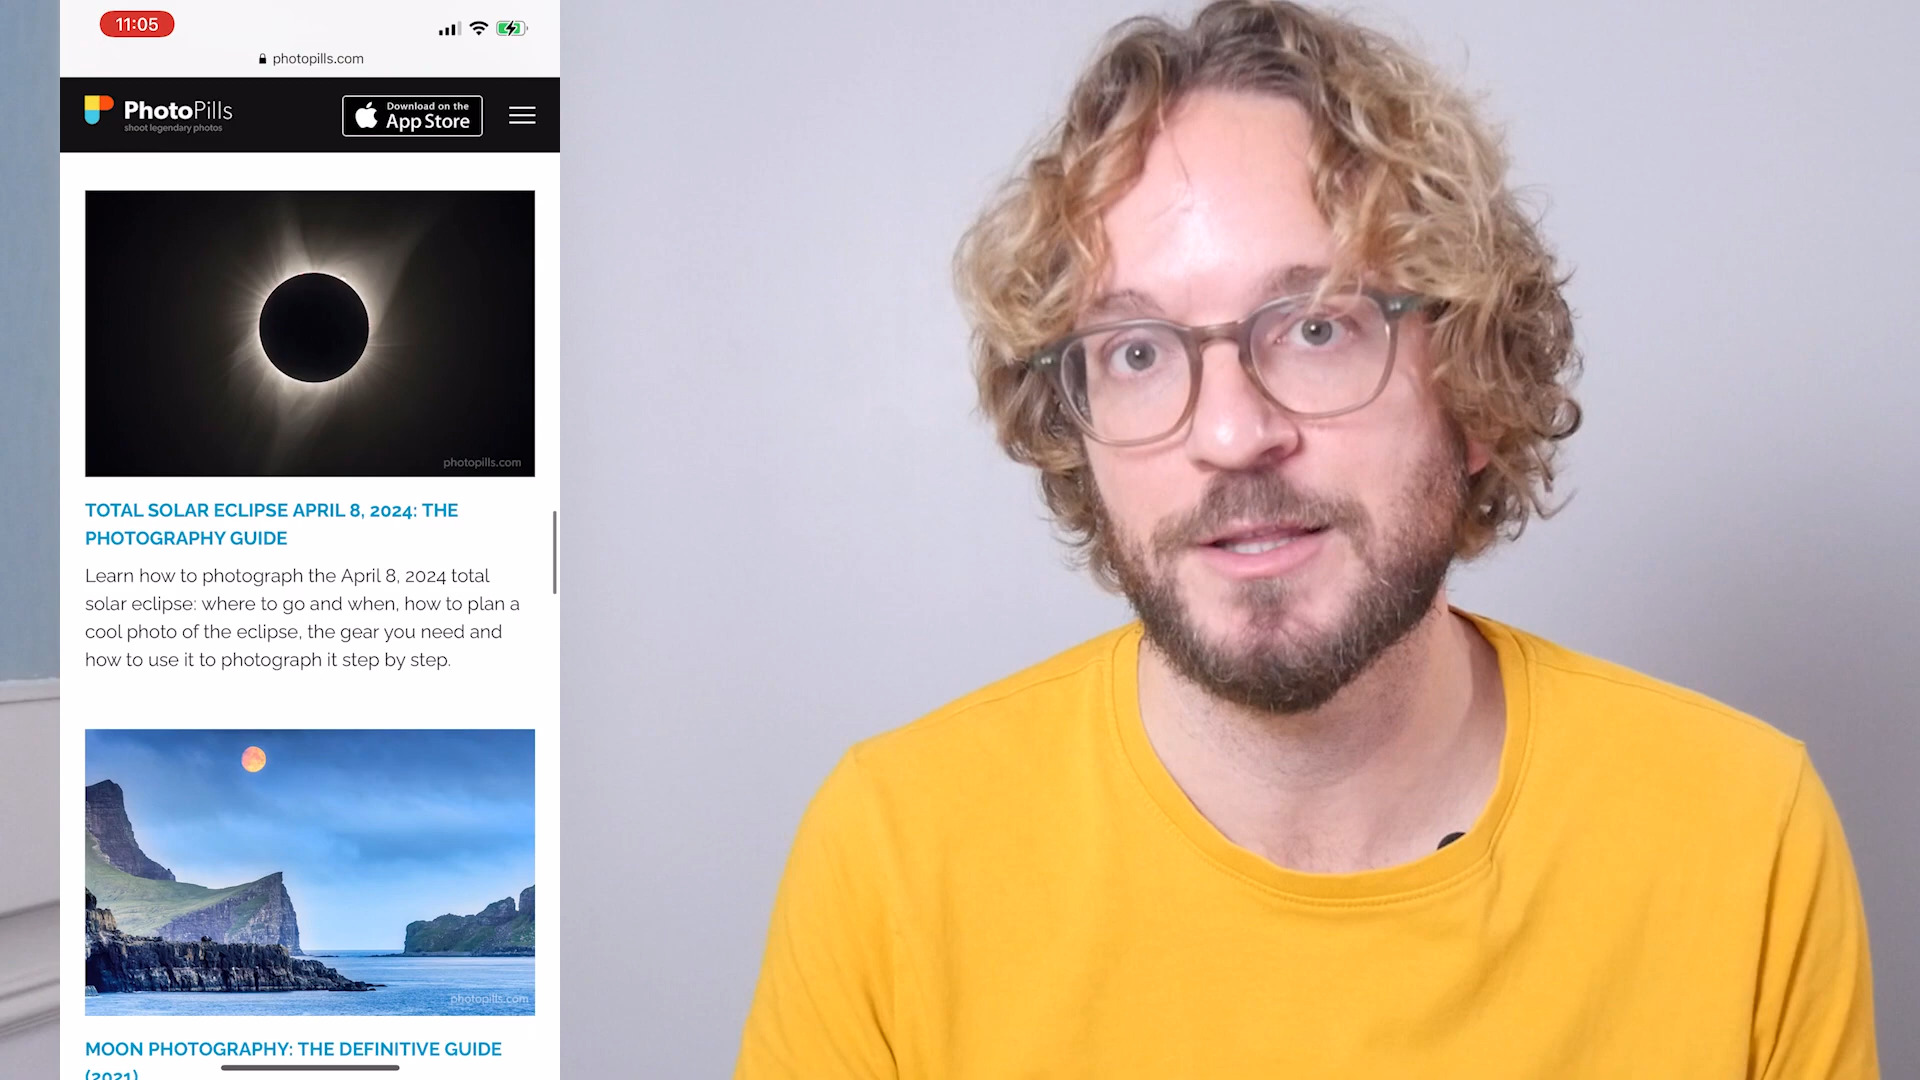 11:05
photopills.com
PhotoPills
shoot legendary photos
Download on the
App Store
photopills.com
TOTAL SOLAR ECLIPSE APRIL 8, 2024: THE
PHOTOGRAPHY GUIDE
Learn how to photograph the April 8, 2024 total
solar eclipse: where to go and when, how to plan a
cool photo of the eclipse, the gear you need and
how to use it to photograph it step by step.
photopills.com
MOON PHOTOGRAPHY: THE DEFINITIVE GUIDE
(2021)